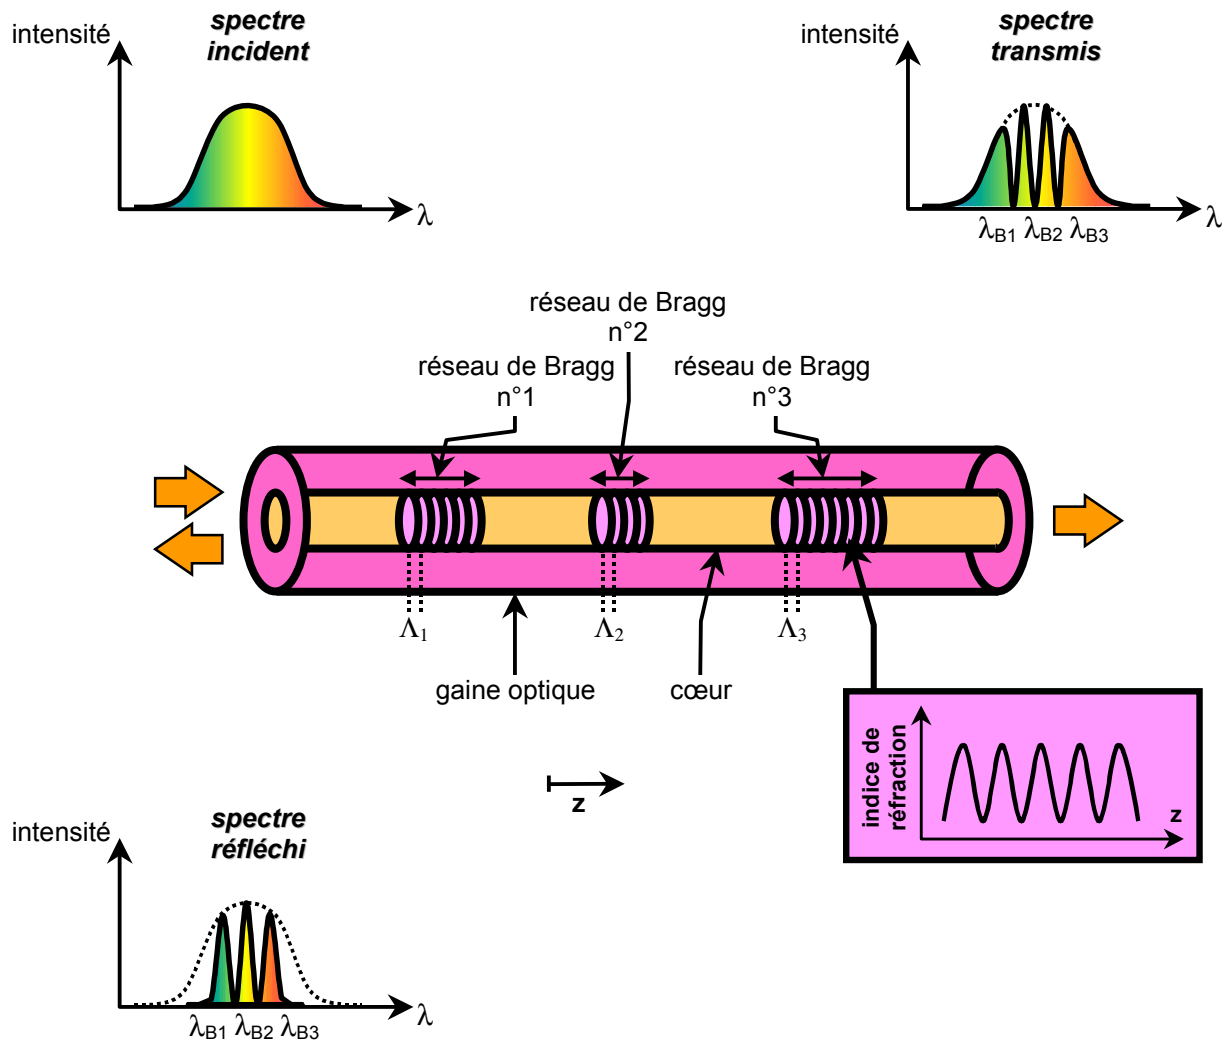 intensité
spectre
incident
λ
intensité
spectre
transmis
λ
λB1 λB2 λB3
réseau de Bragg
n°2
réseau de Bragg
n°1
réseau de Bragg
n°3
Λ1
Λ2
Λ3
gaine optique
cœur
z
indice de
réfraction
z
intensité
spectre
réfléchi
λ
λB1 λB2 λB3